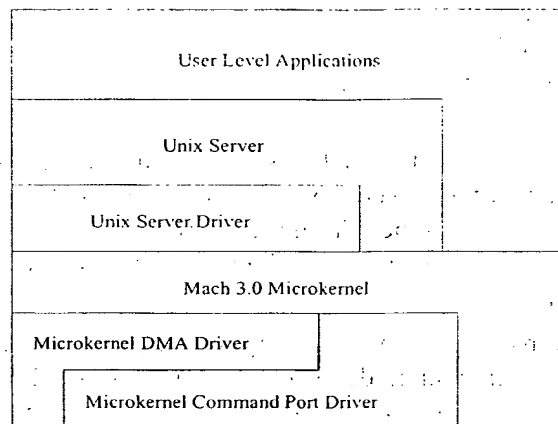 User Level Applications
Unix Server
Unix Server Driver
Mach 3.0 Microkernel
Microkernel DMA Driver
Microkernel Command Port Driver